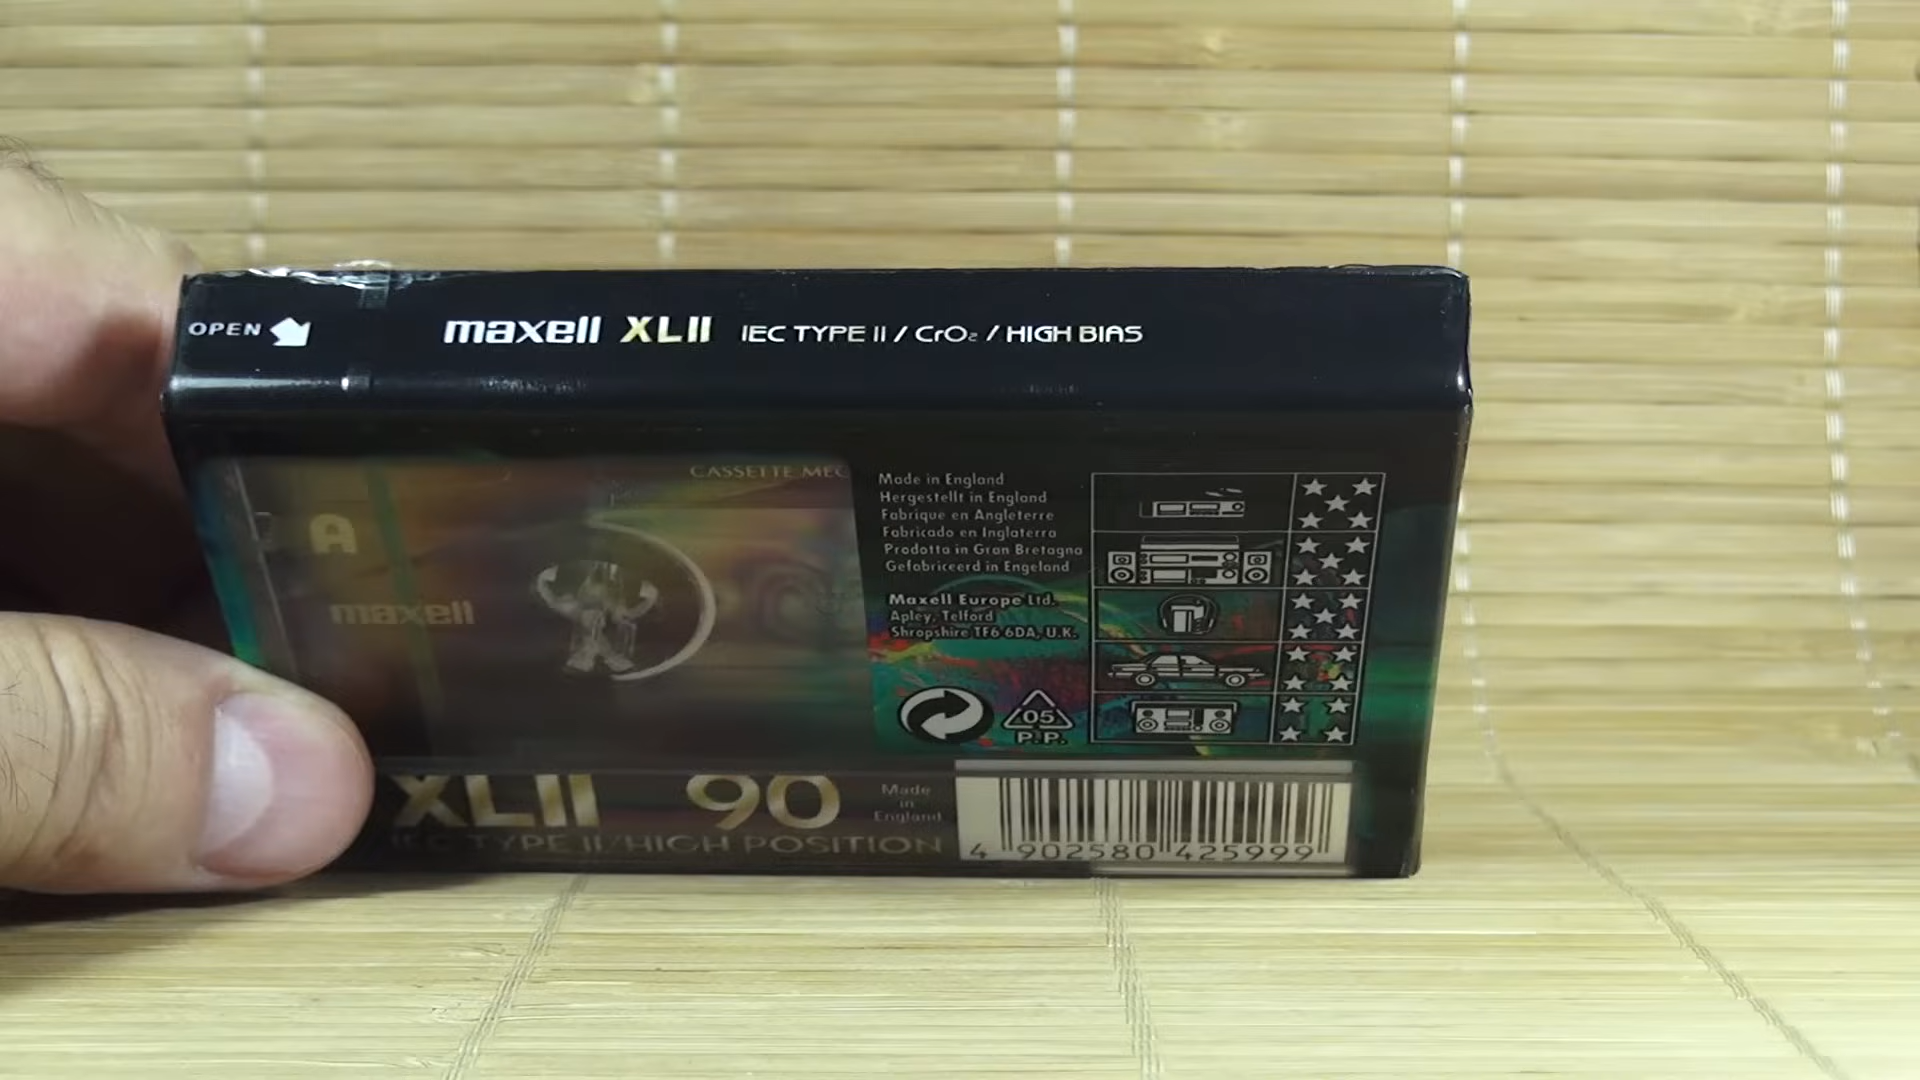 OPEN
maxell XLII IEC TYPE II / CrO₂ / HIGH BIAS
CASSETTE MEC
A
maxell
Made in England
Hergestellt in England
Fabrique en Angleterre
Fabricado en Inglaterra
Prodotto in Gran Bretagna
Gefabriceerd in Engeland
Maxell Europe Ltd.
Apley, Telford
Shropshire TF6 6DA, U.K.
05
P.P.
XLII 90
Made
in
England
IEC TYPE II/HIGH POSITION
4 902580 425999